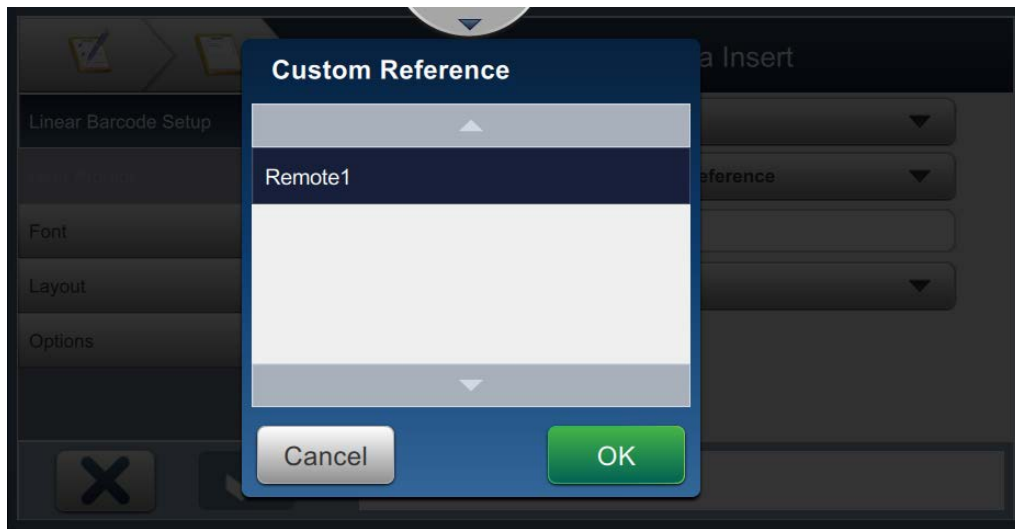 a Insert
Custom Reference
Linear Barcode Setup
Remote1
eference
Font
Layout
Options
Cancel
OK